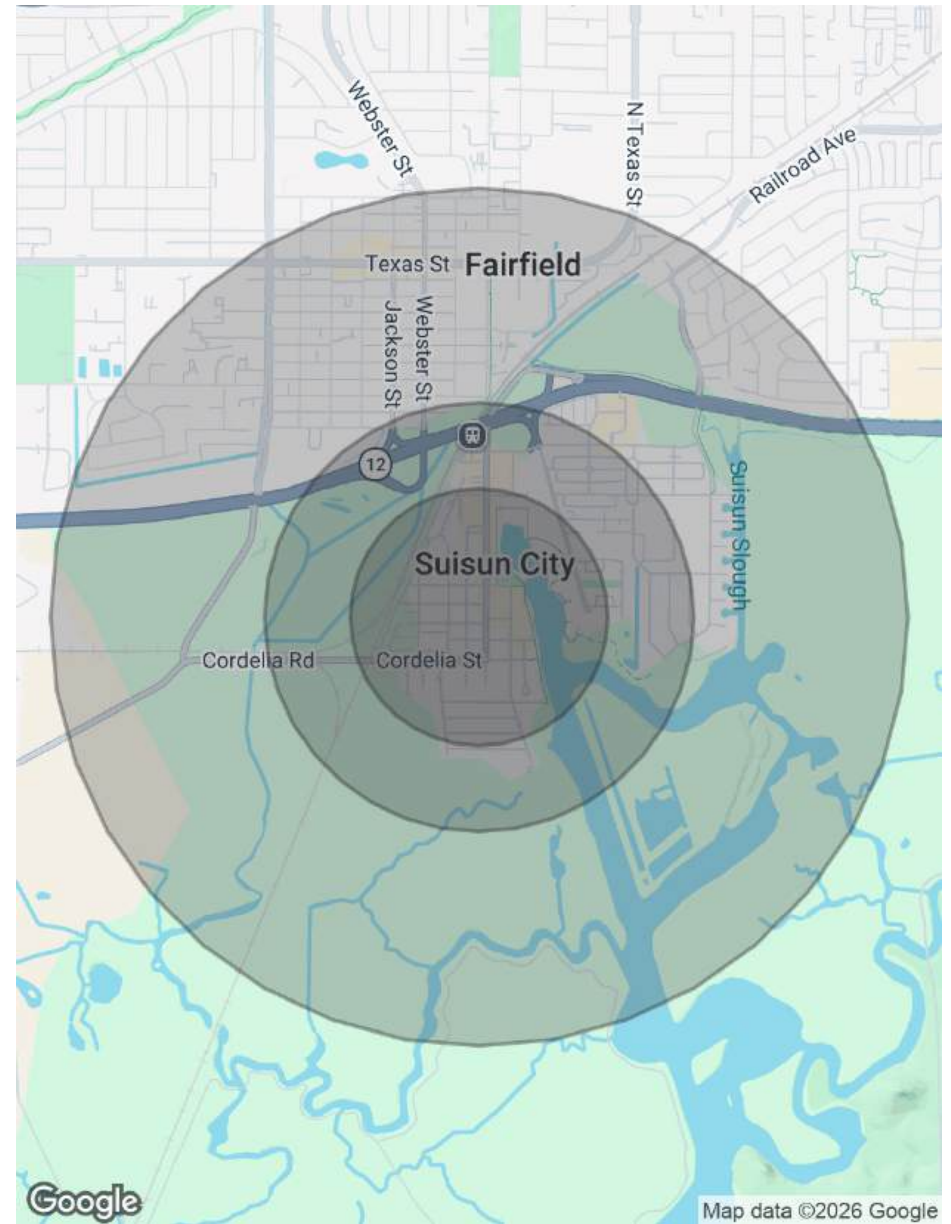 Webster St
N Texas St
Railroad Ave
Texas St
Fairfield
Jackson St
Webster St
12
Suisun Slough
Suisun City
Cordelia Rd
Cordelia St
Google
Map data ©2026 Google